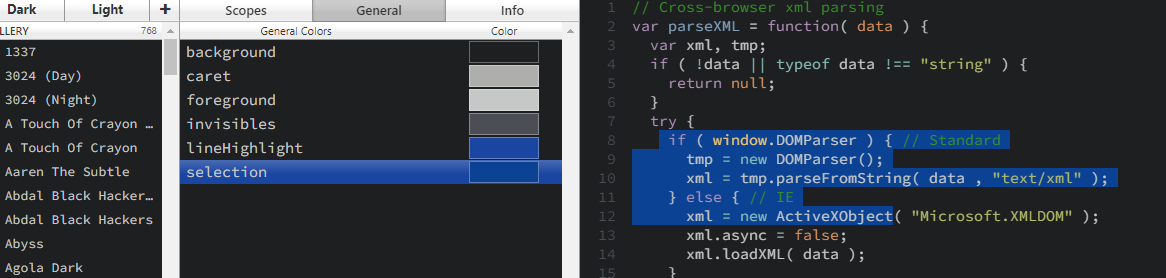 Dark Light +
LLERY 768
1337
3024 (Day)
3024 (Night)
A Touch Of Crayon …
A Touch Of Crayon
Aaren The Subtle
Abdal Black Hacker…
Abdal Black Hackers
Abyss
Agola Dark
Scopes General Info
General Colors Color
background
caret
foreground
invisibles
lineHighlight
selection
1 // Cross-browser xml parsing
2 var parseXML = function( data ) {
3 var xml, tmp;
4 if ( !data || typeof data !== "string" ) {
5 return null;
6 }
7 try {
8 if ( window.DOMParser ) { // Standard
9 tmp = new DOMParser();
10 xml = tmp.parseFromString( data , "text/xml" );
11 } else { // IE
12 xml = new ActiveXObject( "Microsoft.XMLDOM" );
13 xml.async = false;
14 xml.loadXML( data );
15 }